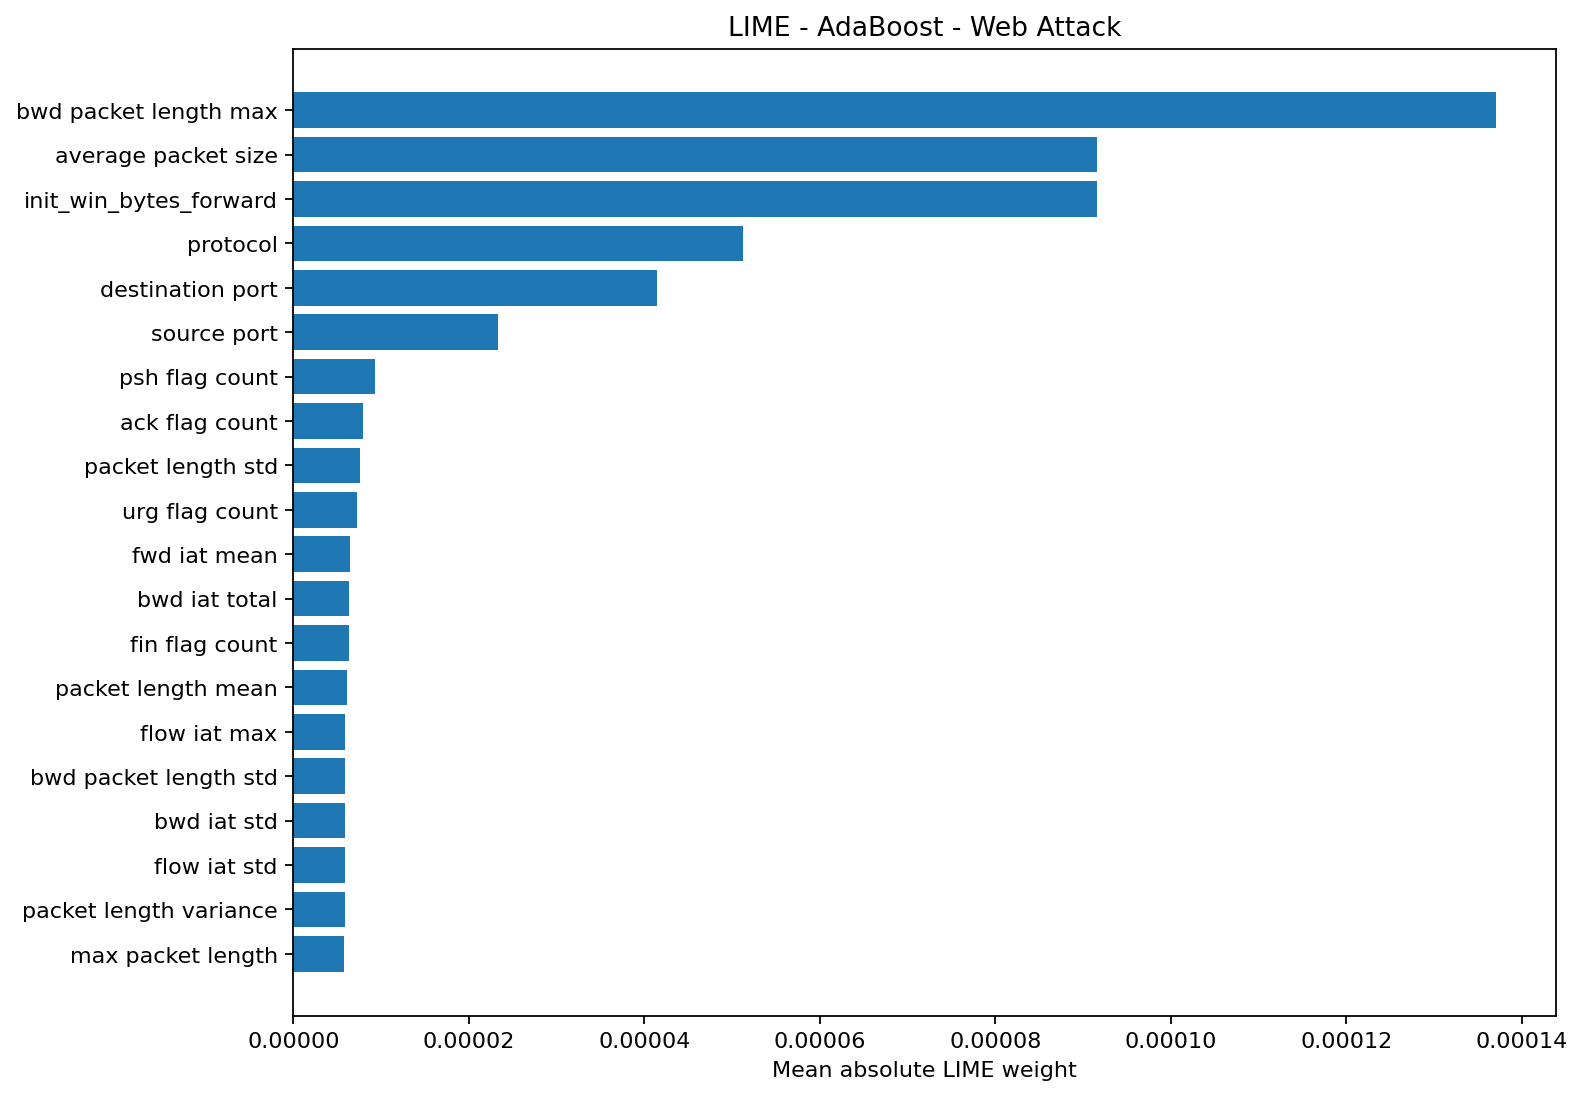 LIME - AdaBoost - Web Attack
bwd packet length max
average packet size
init_win_bytes_forward
protocol
destination port
source port
psh flag count
ack flag count
packet length std
urg flag count
fwd iat mean
bwd iat total
fin flag count
packet length mean
flow iat max
bwd packet length std
bwd iat std
flow iat std
packet length variance
max packet length
0.00000 0.00002 0.00004 0.00006 0.00008 0.00010 0.00012 0.00014
Mean absolute LIME weight